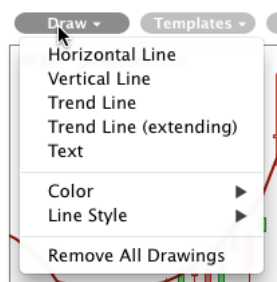 Draw Templates
Horizontal Line
Vertical Line
Trend Line
Trend Line (extending)
Text
Color
Line Style
Remove All Drawings